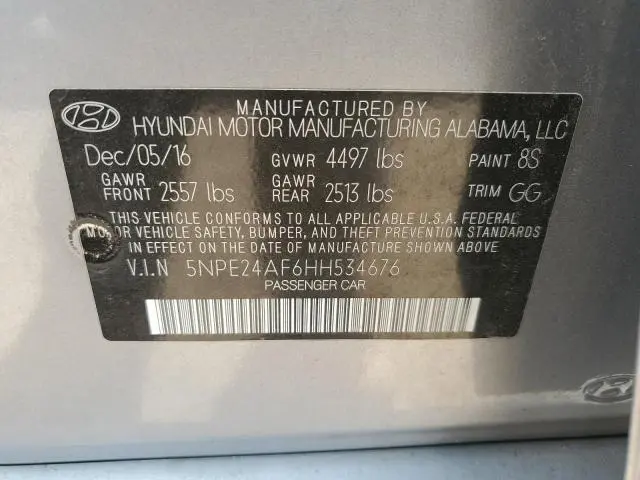 MANUFACTURED BY
HYUNDAI MOTOR MANUFACTURING ALABAMA, LLC
Dec/05/16 GVWR 4497 lbs PAINT 8S
GAWR FRONT 2557 lbs GAWR REAR 2513 lbs TRIM GG
THIS VEHICLE CONFORMS TO ALL APPLICABLE U.S.A. FEDERAL
MOTOR VEHICLE SAFETY, BUMPER, AND THEFT PREVENTION STANDARDS
IN EFFECT ON THE DATE OF MANUFACTURE SHOWN ABOVE
V.I.N 5NPE24AF6HH534676
PASSENGER CAR